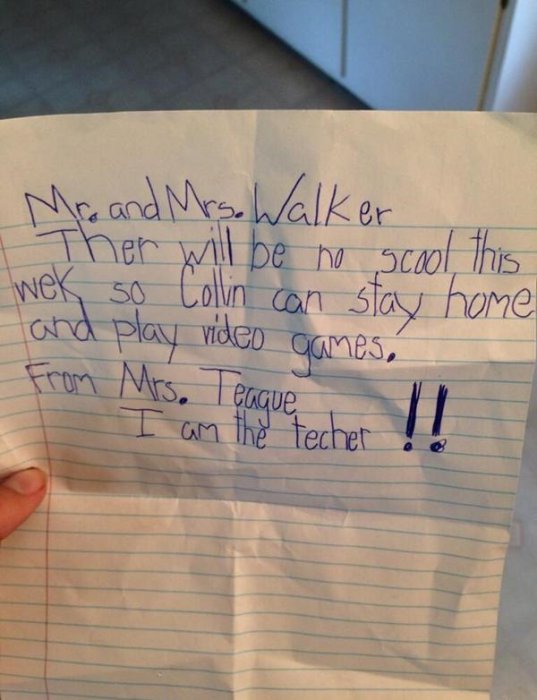 Mr. and Mrs. Walker
Ther will be no scool this
wek so Collin can stay home
and play video games.
From Mrs. Teague
I am the techer !!